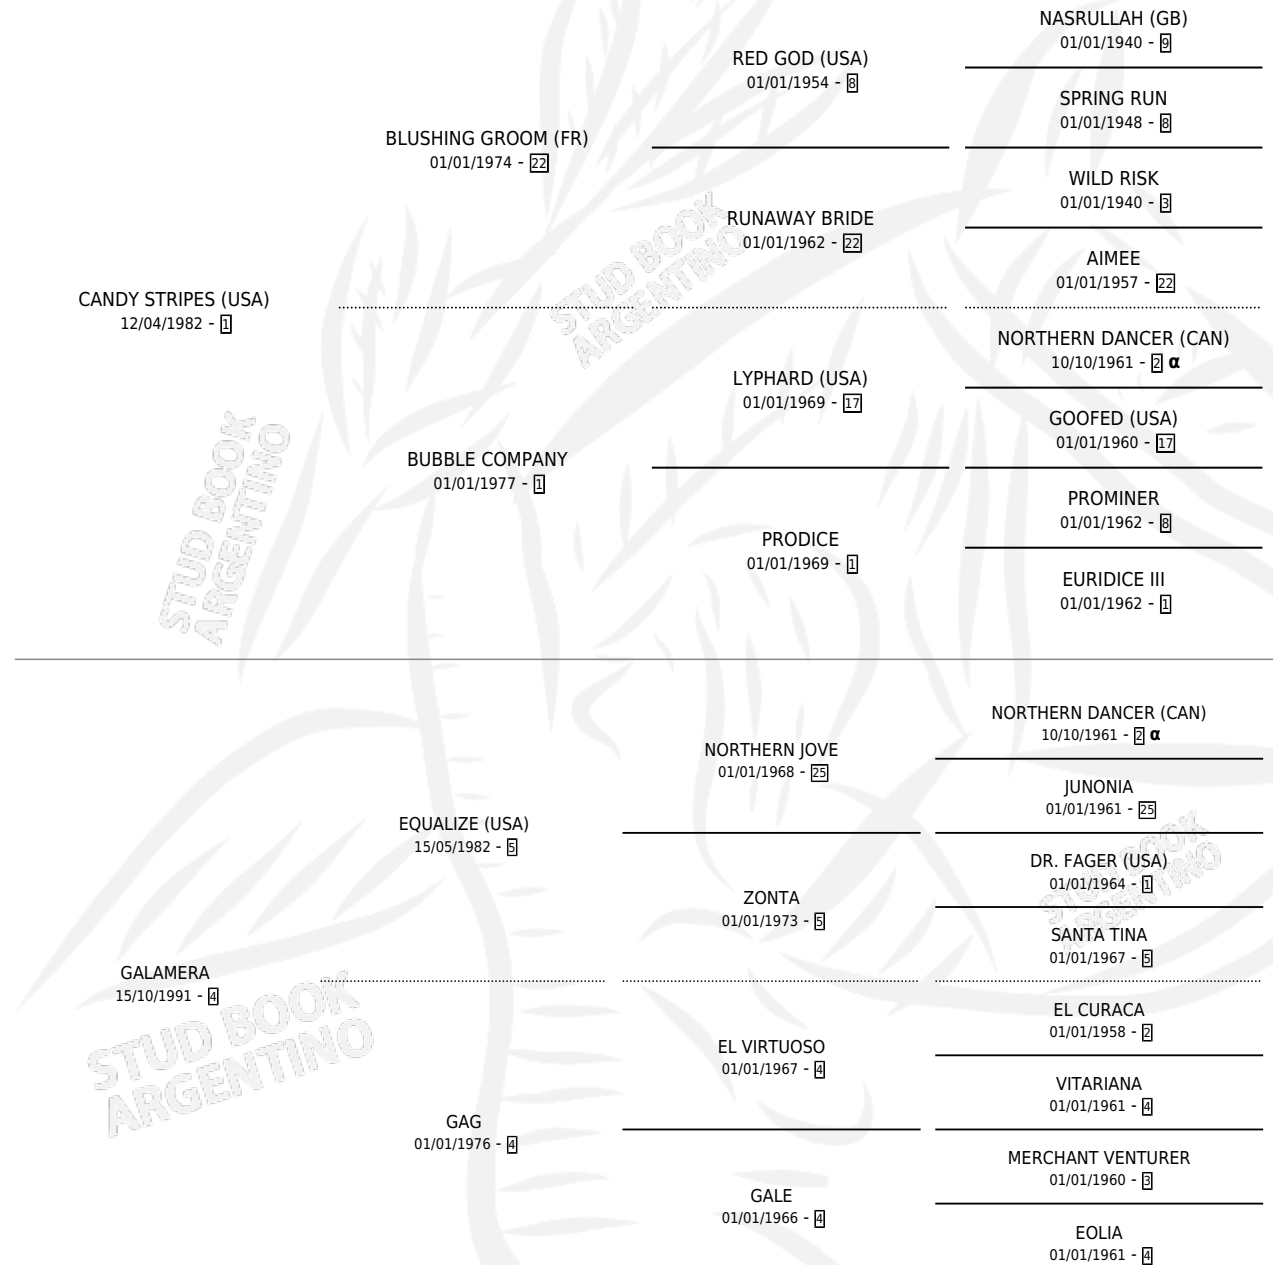 NASRULLAH (GB)
01/01/1940 - 9
RED GOD (USA)
01/01/1954 - 8
SPRING RUN
01/01/1948 - 8
BLUSHING GROOM (FR)
01/01/1974 - 22
WILD RISK
01/01/1940 - 3
RUNAWAY BRIDE
01/01/1962 - 22
AIMEE
01/01/1957 - 22
CANDY STRIPES (USA)
12/04/1982 - 1
NORTHERN DANCER (CAN)
10/10/1961 - 2 α
LYPHARD (USA)
01/01/1969 - 17
GOOFED (USA)
01/01/1960 - 17
BUBBLE COMPANY
01/01/1977 - 1
PROMINER
01/01/1962 - 8
PRODICE
01/01/1969 - 1
EURIDICE III
01/01/1962 - 1
NORTHERN DANCER (CAN)
10/10/1961 - 2 α
NORTHERN JOVE
01/01/1968 - 25
JUNONIA
01/01/1961 - 25
EQUALIZE (USA)
15/05/1982 - 5
DR. FAGER (USA)
01/01/1964 - 1
ZONTA
01/01/1973 - 5
SANTA TINA
01/01/1967 - 5
GALAMERA
15/10/1991 - 4
EL CURACA
01/01/1958 - 2
EL VIRTUOSO
01/01/1967 - 4
VITARIANA
01/01/1961 - 4
GAG
01/01/1976 - 4
MERCHANT VENTURER
01/01/1960 - 3
GALE
01/01/1966 - 4
EOLIA
01/01/1961 - 4
STUD BOOK
ARGENTINO
STUD BOOK
ARGENTINO
STUD BOOK
ARGENTINO
STUD BOOK
ARGENTINO